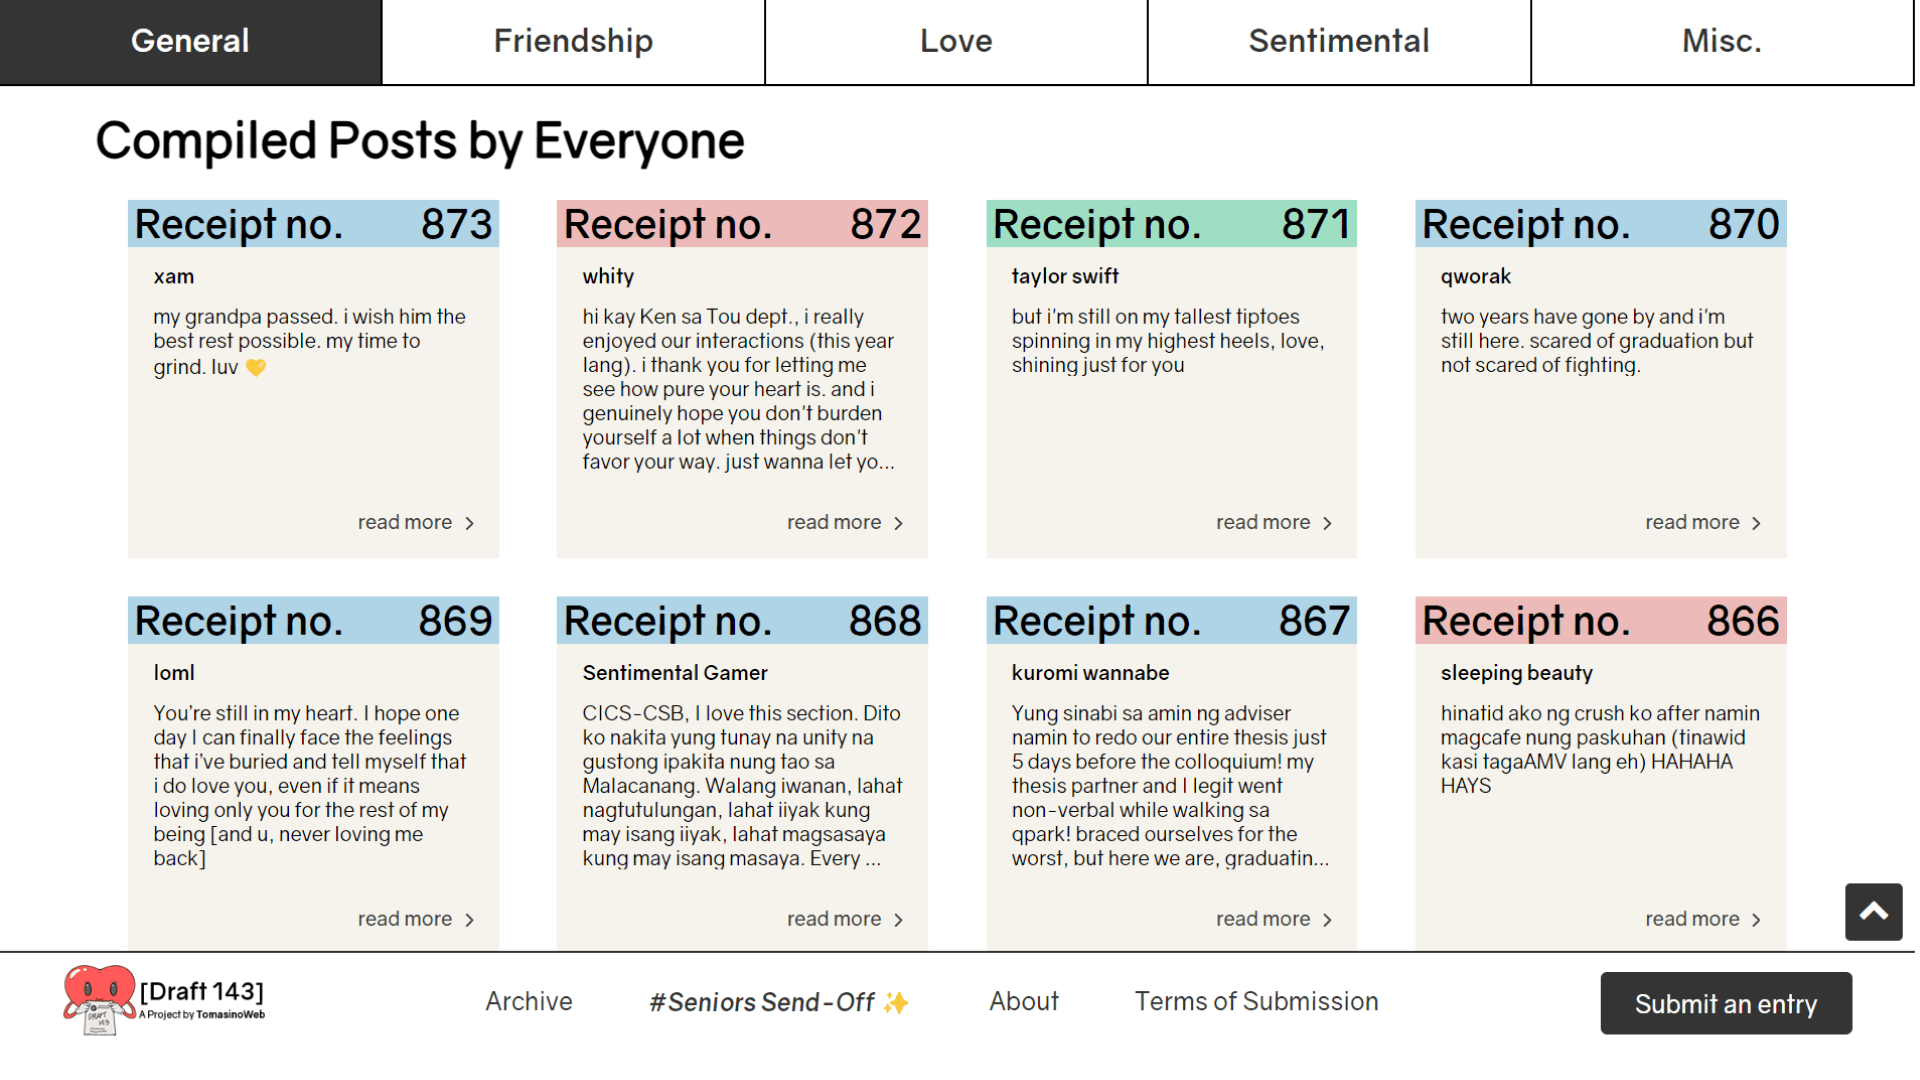 General
Friendship
Love
Sentimental
Misc.
Compiled Posts by Everyone
Receipt no. 873
xam
my grandpa passed. i wish him the
best rest possible. my time to
grind. luv 💛
read more
Receipt no. 872
whity
hi kay Ken sa Tou dept., i really
enjoyed our interactions (this year
lang). i thank you for letting me
see how pure your heart is. and i
genuinely hope you don't burden
yourself a lot when things don't
favor your way. just wanna let yo...
read more
Receipt no. 871
taylor swift
but i'm still on my tallest tiptoes
spinning in my highest heels, love,
shining just for you
read more
Receipt no. 870
qworak
two years have gone by and i'm
still here. scared of graduation but
not scared of fighting.
read more
Receipt no. 869
loml
You're still in my heart. I hope one
day I can finally face the feelings
that i've buried and tell myself that
i do love you, even if it means
loving only you for the rest of my
being [and u, never loving me
back]
read more
Receipt no. 868
Sentimental Gamer
CICS-CSB, I love this section. Dito
ko nakita yung tunay na unity na
gustong ipakita nung tao sa
Malacanang. Walang iwanan, lahat
nagtutulungan, lahat iiyak kung
may isang iiyak, lahat magsasaya
kung may isang masaya. Every ...
read more
Receipt no. 867
kuromi wannabe
Yung sinabi sa amin ng adviser
namin to redo our entire thesis just
5 days before the colloquium! my
thesis partner and I legit went
non-verbal while walking sa
qpark! braced ourselves for the
worst, but here we are, graduatin...
read more
Receipt no. 866
sleeping beauty
hinatid ako ng crush ko after namin
magcafe nung paskuhan (tinawid
kasi tagaAMV lang eh) HAHAHA
HAYS
read more
DRAFT
143
[Draft 143]
A Project by TomasinoWeb
Archive
#Seniors Send-Off ✨
About
Terms of Submission
Submit an entry